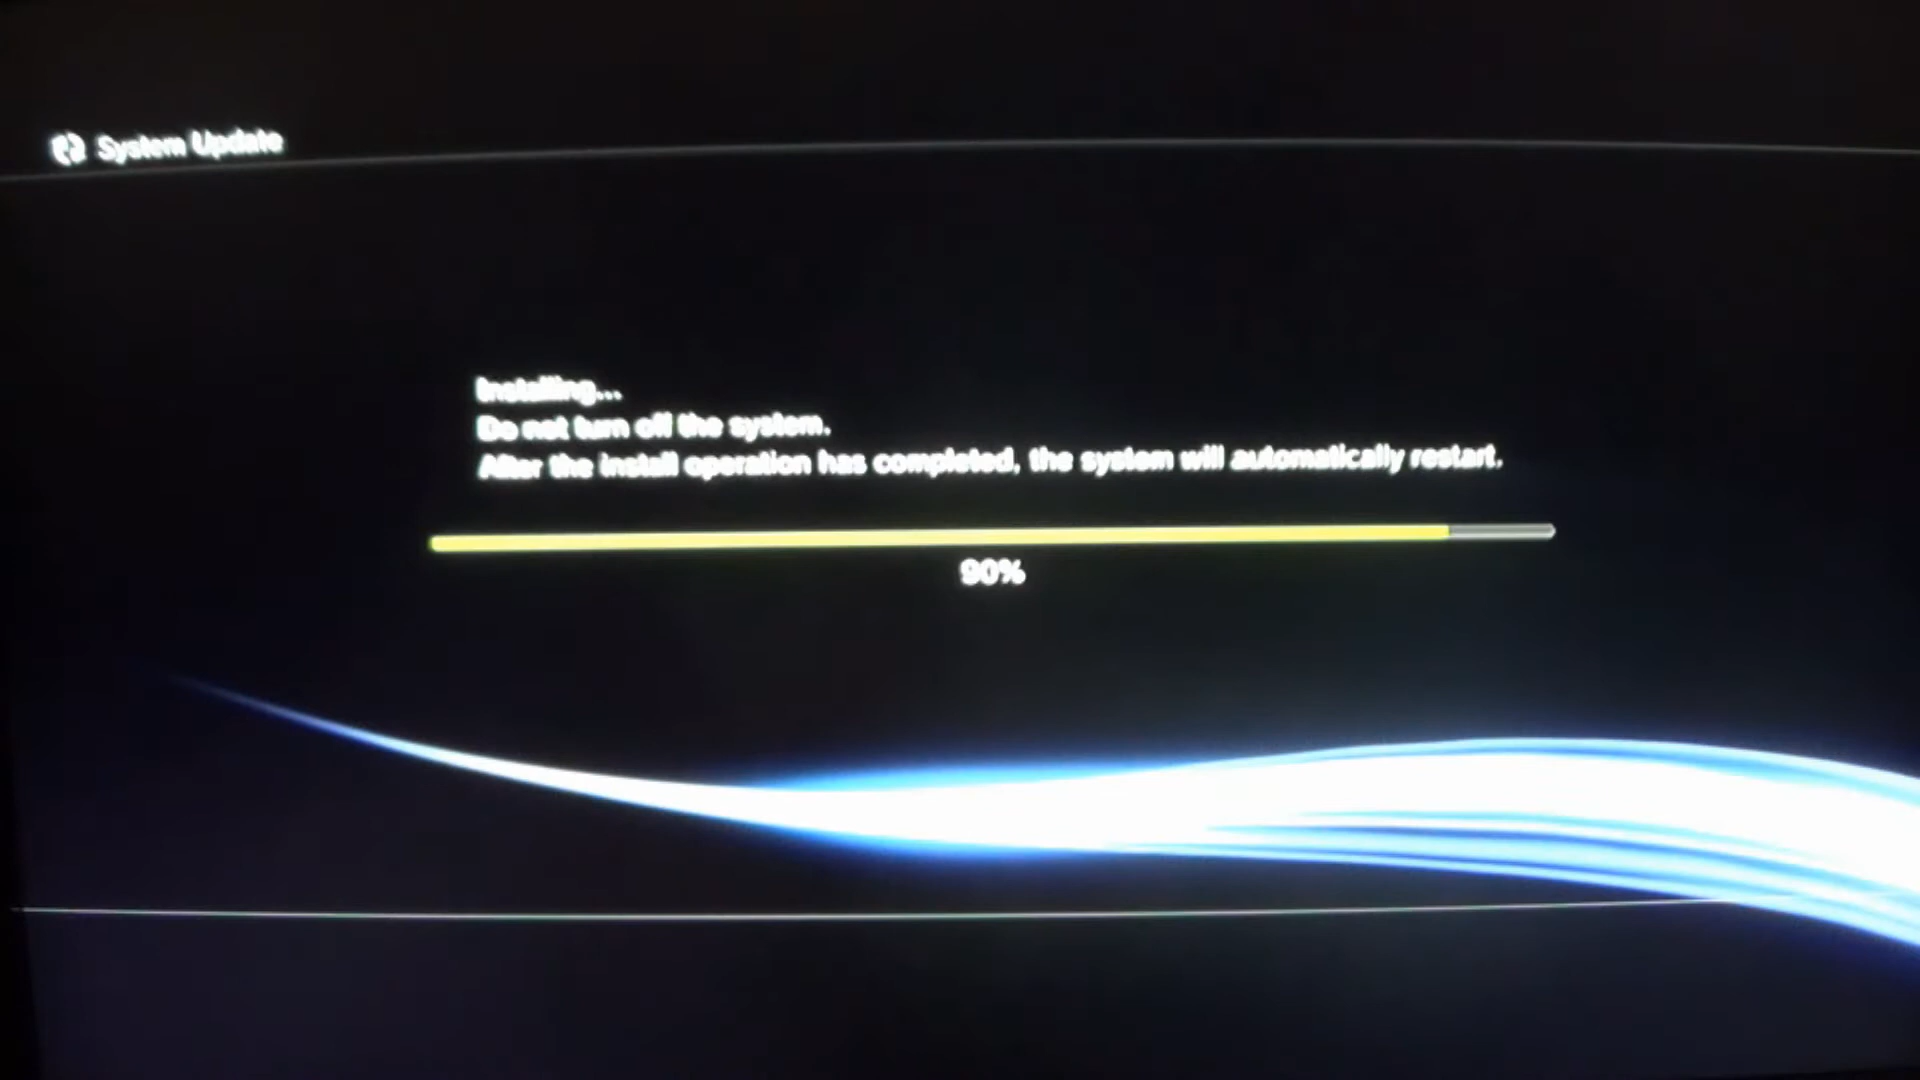 System Update
Installing...
Do not turn off the system.
After the install operation has completed, the system will automatically restart.
90%